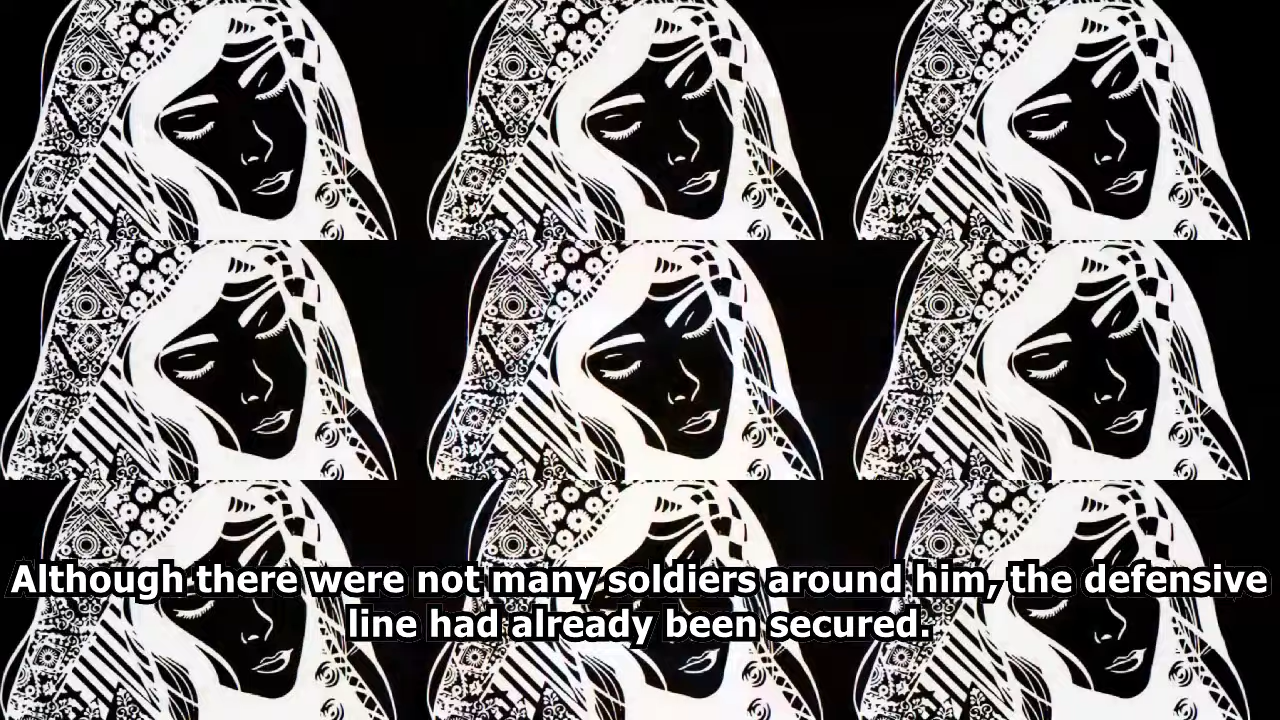 Although there were not many soldiers around him, the defensive
line had already been secured.